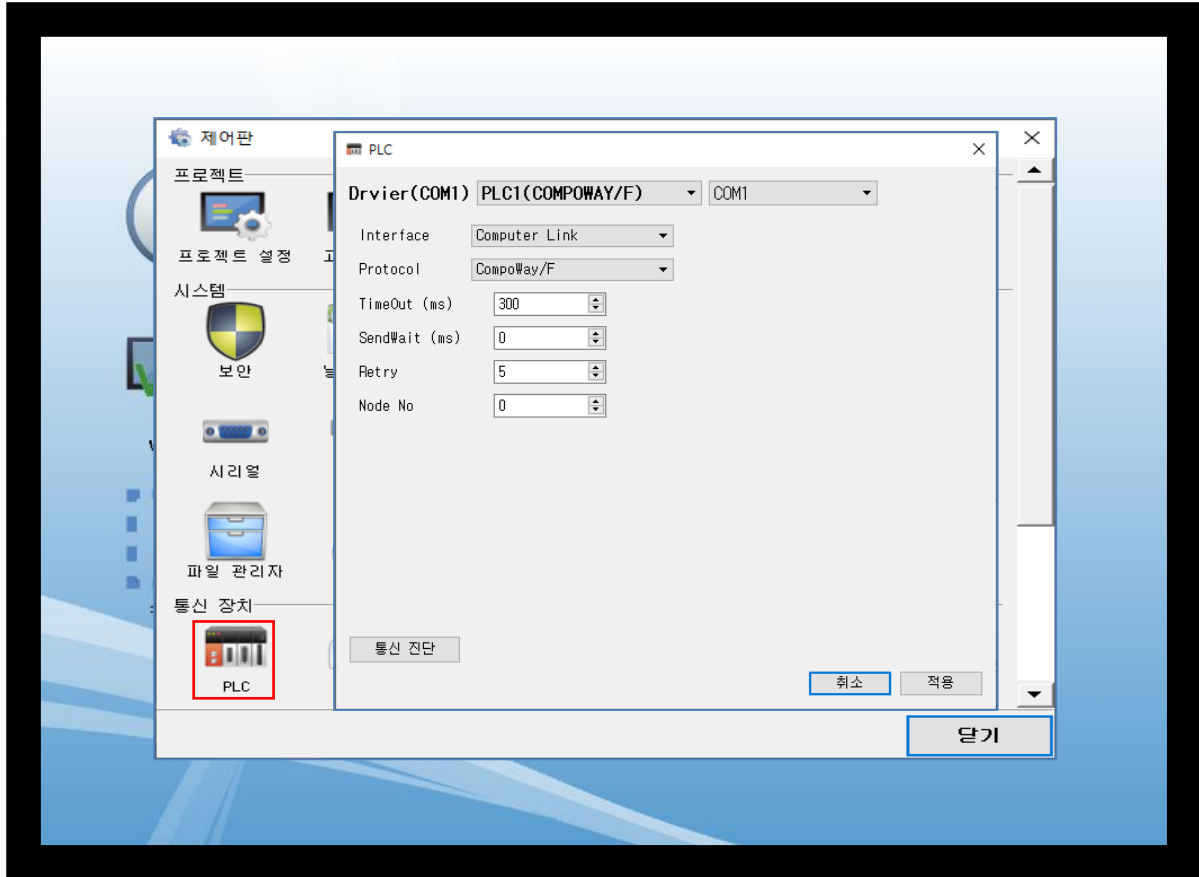 제어판
프로젝트
프로젝트 설정
시스템
보안
시리얼
파일 관리자
통신 장치
PLC
PLC
Drvier(COM1) PLC1(COMPOWAY/F) COM1
Interface Computer Link
Protocol CompoWay/F
TimeOut (ms) 300
SendWait (ms) 0
Retry 5
Node No 0
통신 진단
취소 적용
닫기